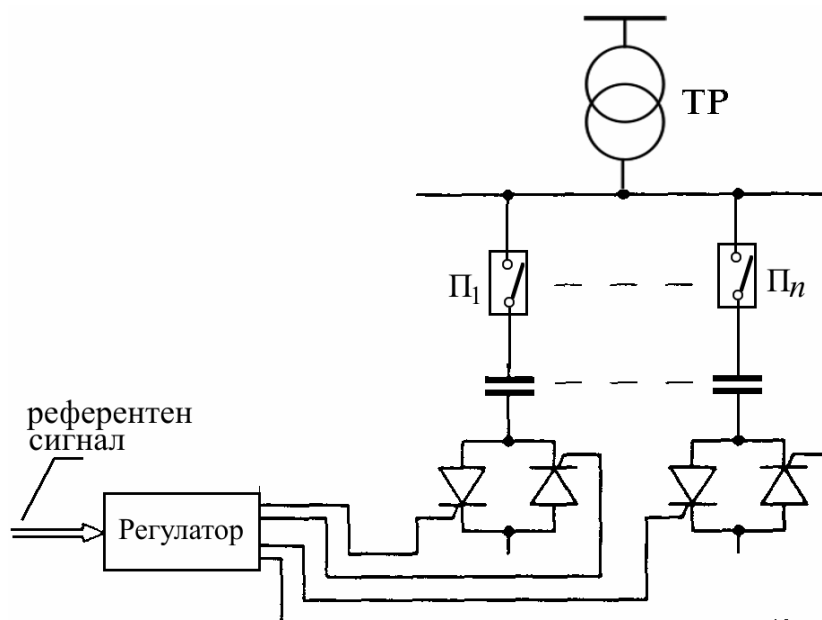 ТР
П1
Пn
референтен
сигнал
Регулатор